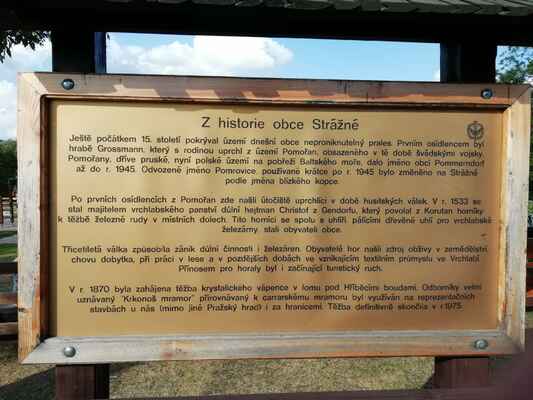 Z historie obce Strážné
Ještě počátkem 15. století pokrýval území dnešní obce neproniknutelný prales. Prvním osídlencem byl
hrabě Grossmann, který s rodinou uprchl z území Pomořan, obsazeného v té době švédskými vojsky.
Pomořany, dříve pruské, nyní polské území na pobřeží Baltského moře, dalo jméno obci Pommerndorf
až do r. 1945. Odvozené jméno Pomrovice, používané krátce po r. 1945 bylo změněno na Strážné
podle jména blízkého kopce.
Po prvních osídlencích z Pomořan zde našli útočiště uprchlíci v době husitských válek. V r. 1533 se
stal majitelem vrchlabského panství důlní hejtman Christof z Gendorfu, který povolal z Korutan horníky
k těžbě železné rudy v místních dolech. Tito horníci se spolu s uhlíři, pálícími dřevěné uhlí pro vrchlabské
železárny, stali obyvateli obce.
Třicetiletá válka způsobila zánik důlní činnosti i železáren. Obyvatelé hor našli zdroj obživy v zemědělství,
chovu dobytka, při práci v lese a v pozdějších dobách ve vznikajícím textilním průmyslu ve Vrchlabí.
Přínosem pro horaly byl i začínající turistický ruch.
V r. 1870 byla zahájena těžba krystalického vápence v lomu pod Hříběcími boudami. Odborníky velmi
uznávaný "Krkonoš mramor" přirovnávaný k carrarskému mramoru byl využíván na reprezentačních
stavbách u nás (mimo jiné Pražský hrad) i za hranicemi. Těžba definitivně skončila v r.1975.